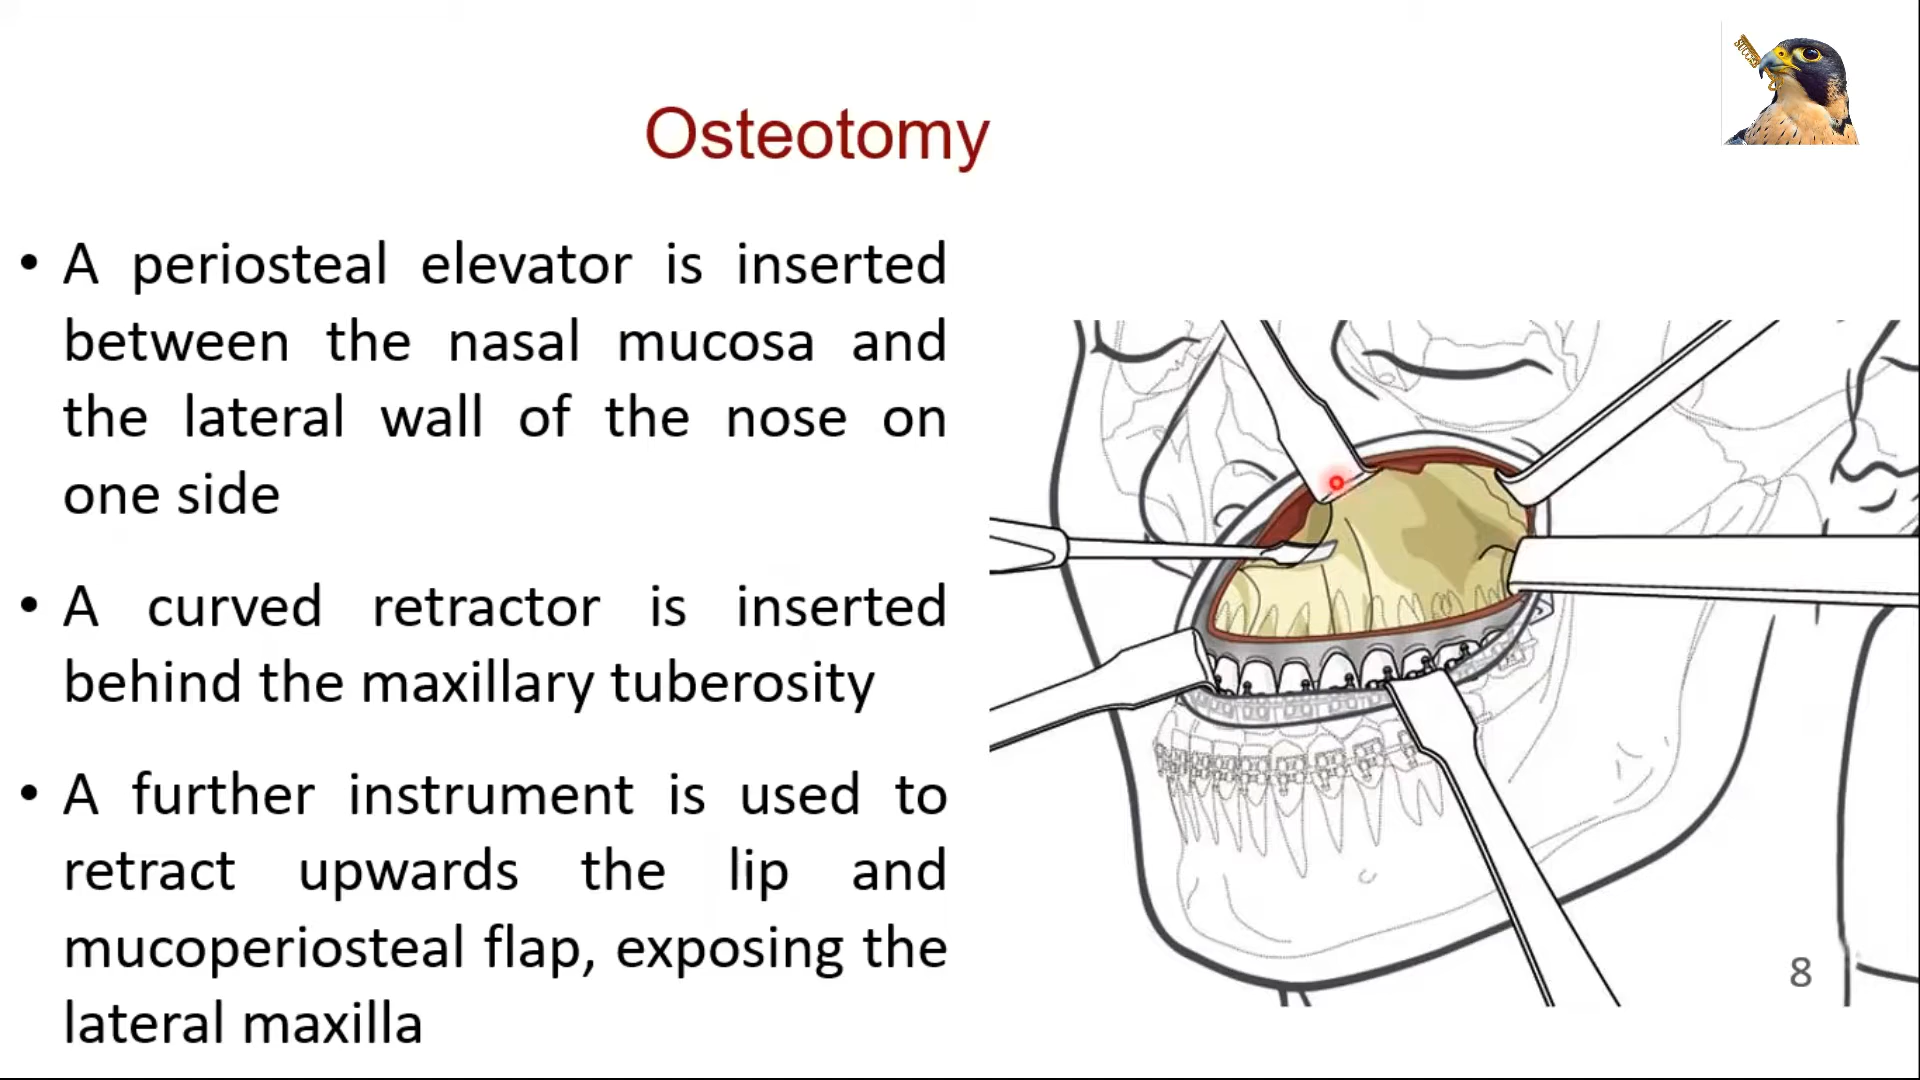 SUCCESS
Osteotomy
• A periosteal elevator is inserted
between the nasal mucosa and
the lateral wall of the nose on
one side
• A curved retractor is inserted
behind the maxillary tuberosity
• A further instrument is used to
retract upwards the lip and
mucoperiosteal flap, exposing the
lateral maxilla
8